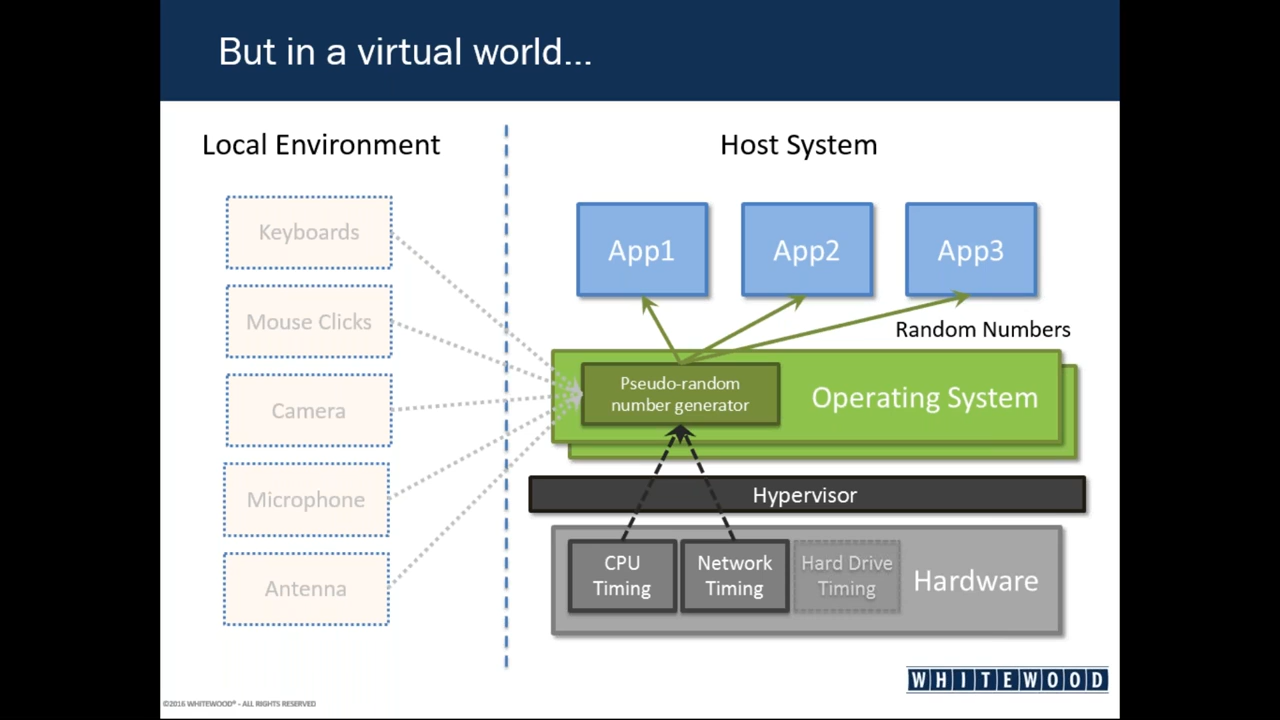 But in a virtual world...
Local Environment
Host System
Keyboards
Mouse Clicks
Camera
Microphone
Antenna
App1
App2
App3
Random Numbers
Pseudo-random
number generator
Operating System
Hypervisor
CPU
Timing
Network
Timing
Hard Drive
Timing
Hardware
WHITEWOOD
©2016 WHITEWOOD® - ALL RIGHTS RESERVED